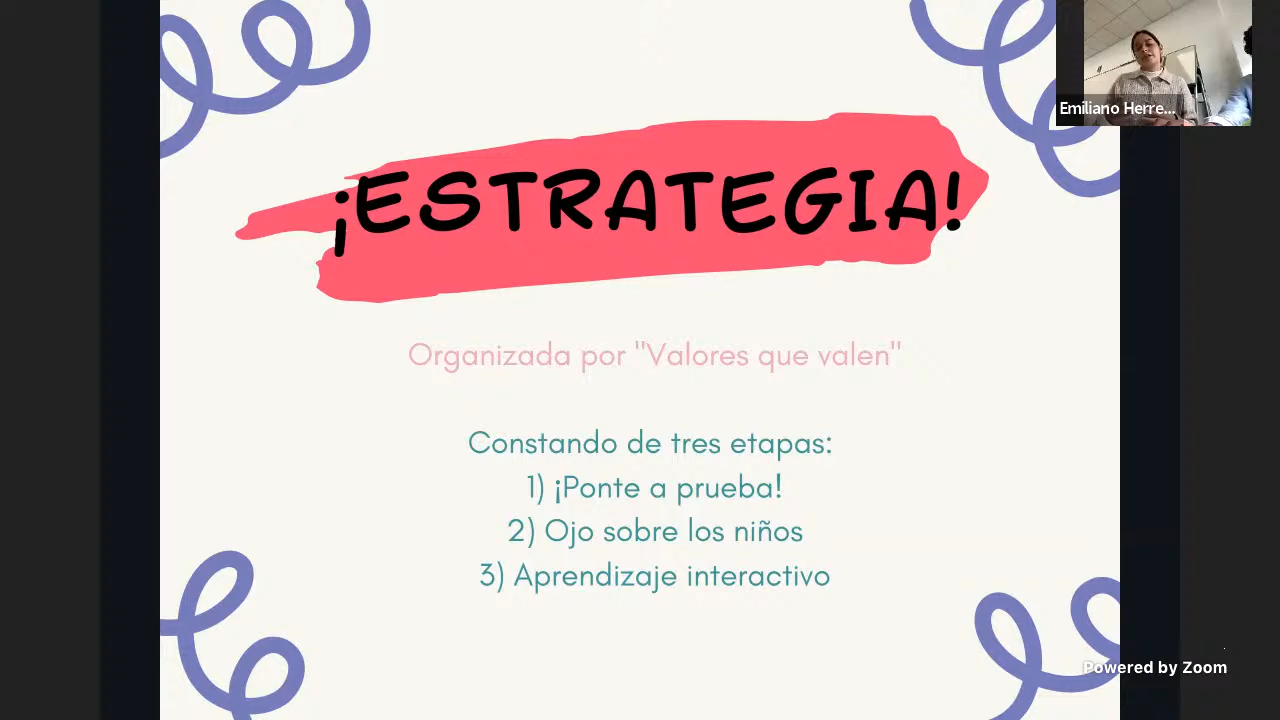 Emiliano Herre...
¡ESTRATEGIA!
Organizada por "Valores que valen"
Constando de tres etapas:
1) ¡Ponte a prueba!
2) Ojo sobre los niños
3) Aprendizaje interactivo
Powered by Zoom